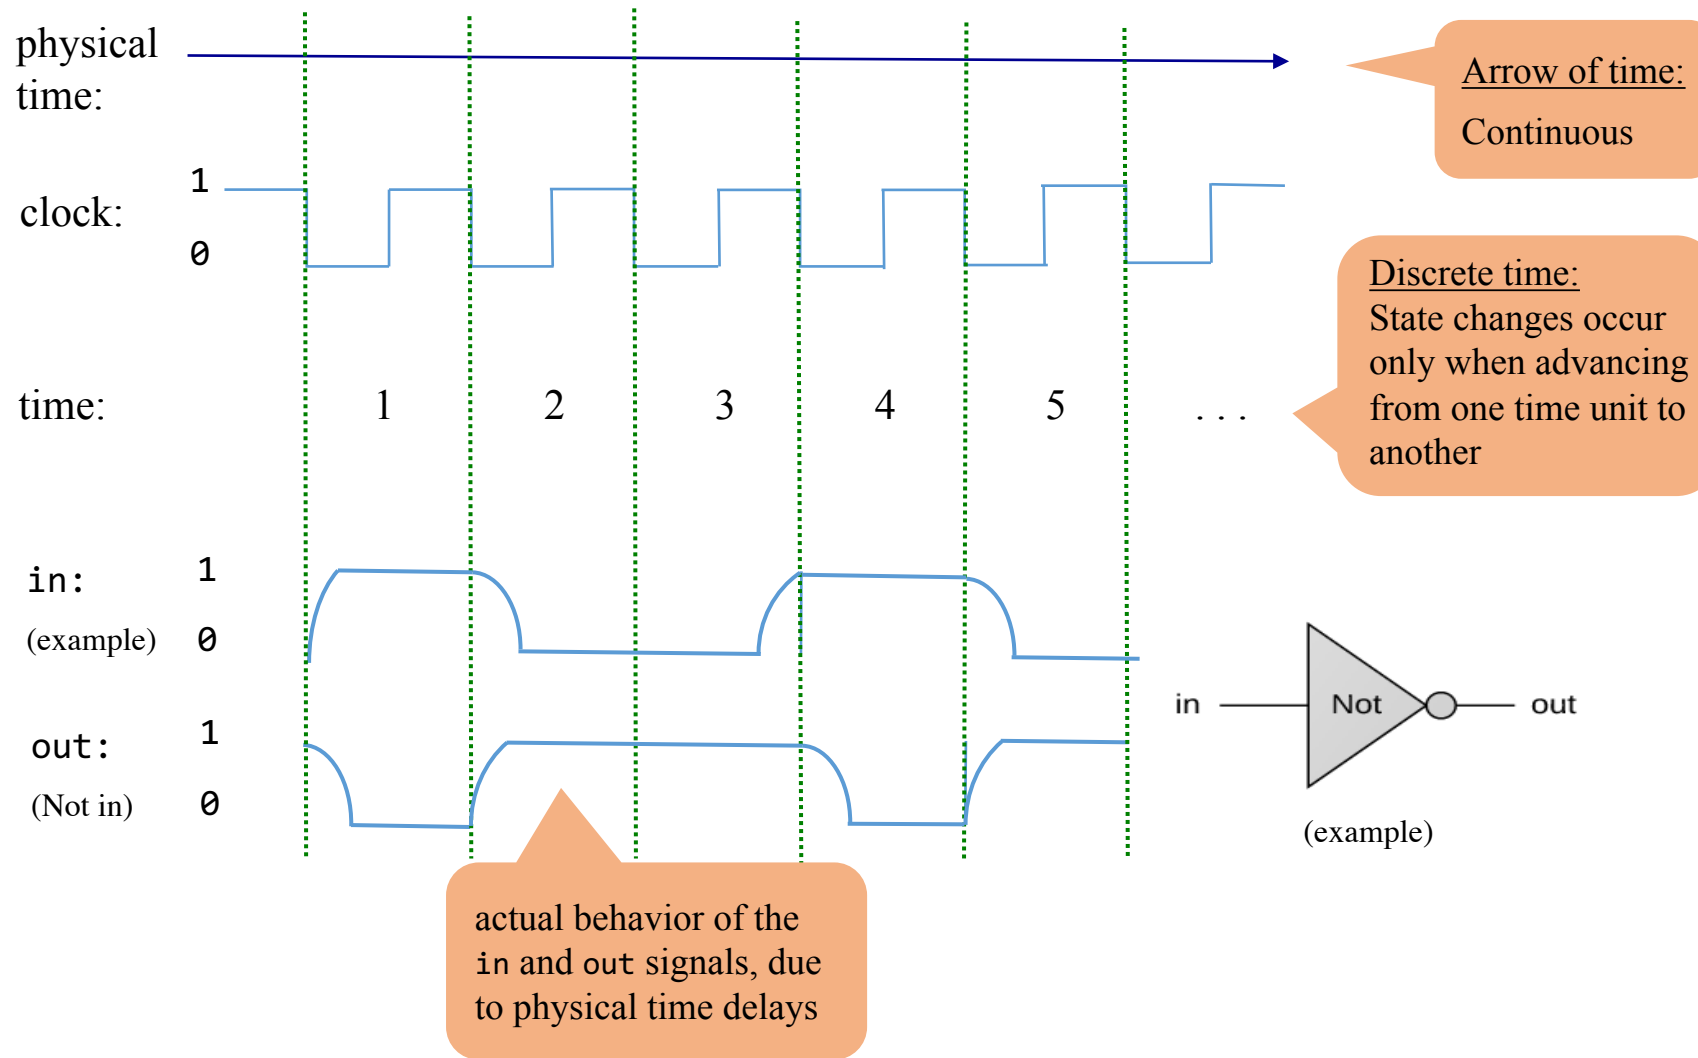 physical
time:
Arrow of time:
Continuous
clock:
1
0
Discrete time:
State changes occur
only when advancing
from one time unit to
another
time:
1 2 3 4 5 . . .
in:
(example)
1
0
out:
(Not in)
1
0
in Not out
(example)
actual behavior of the
in and out signals, due
to physical time delays